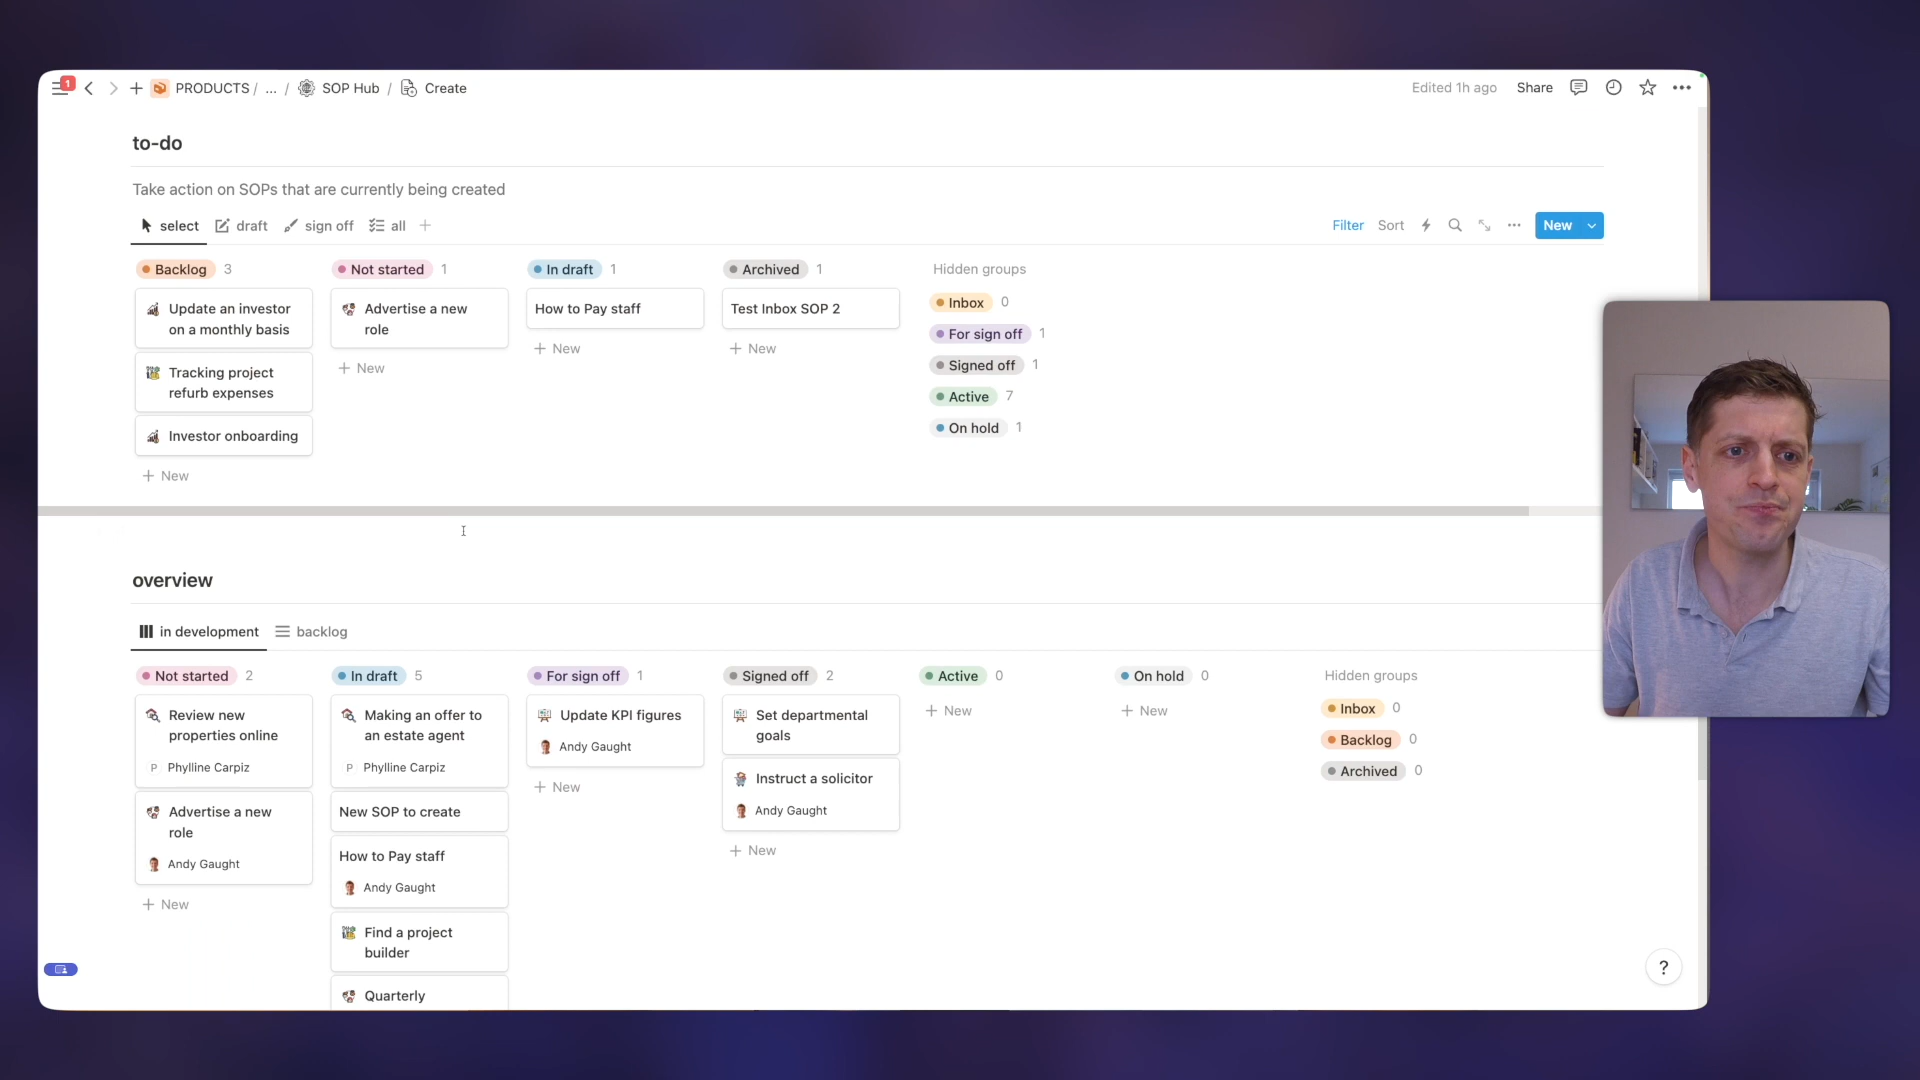 1
PRODUCTS / ... / SOP Hub / Create
Edited 1h ago Share
to-do
Take action on SOPs that are currently being created
select draft sign off all
Filter Sort New
Backlog 3
Not started 1
In draft 1
Archived 1
Hidden groups
Update an investor
on a monthly basis
Tracking project
refurb expenses
Investor onboarding
+ New
Advertise a new
role
+ New
How to Pay staff
+ New
Test Inbox SOP 2
+ New
Inbox 0
For sign off 1
Signed off 1
Active 7
On hold 1
overview
in development backlog
Not started 2
In draft 5
For sign off 1
Signed off 2
Active 0
On hold 0
Hidden groups
Review new
properties online
P Phylline Carpiz
Advertise a new
role
Andy Gaught
+ New
Making an offer to
an estate agent
P Phylline Carpiz
New SOP to create
How to Pay staff
Andy Gaught
Find a project
builder
Quarterly
Update KPI figures
Andy Gaught
+ New
Set departmental
goals
Instruct a solicitor
Andy Gaught
+ New
+ New
+ New
Inbox 0
Backlog 0
Archived 0
?